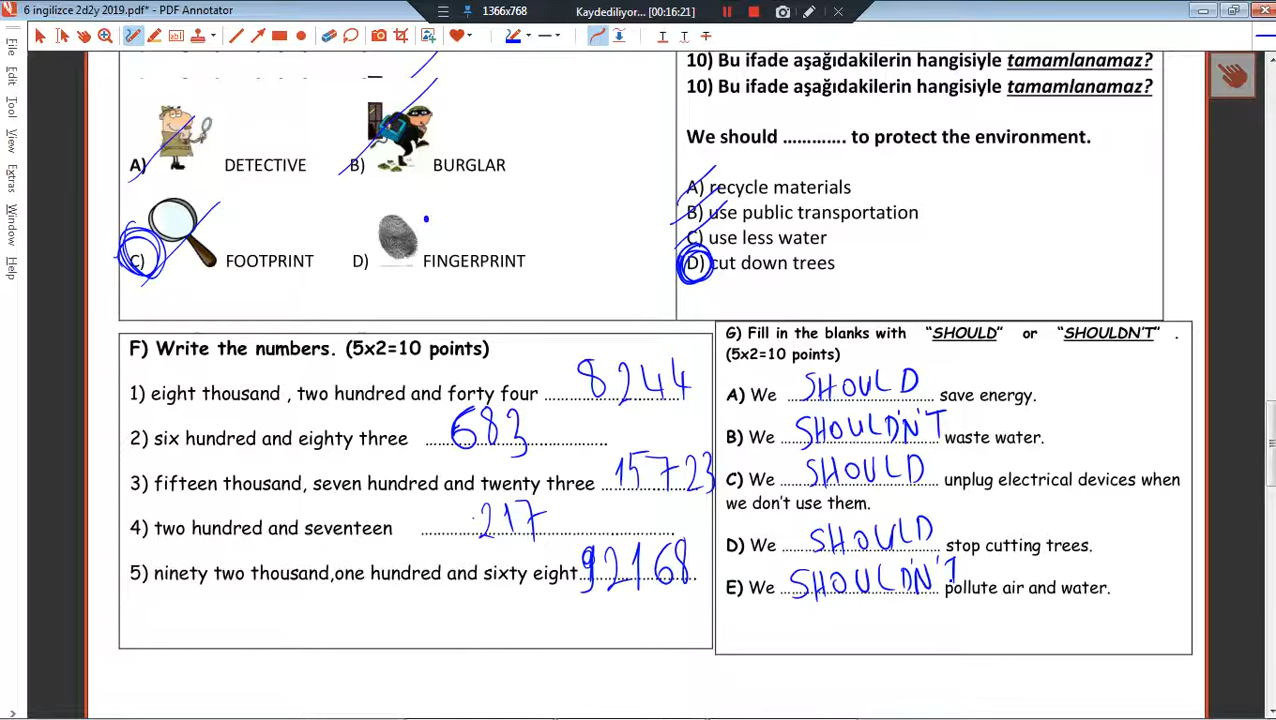 6 ingilizce 2d2y 2019.pdf* - PDF Annotator
1366x768
Kaydediliyor... (00:16:21)
File
Edit
Tool
View
Extras
Window
Help
A) DETECTIVE B) BURGLAR
C) FOOTPRINT D) FINGERPRINT
10) Bu ifade aşağıdakilerin hangisiyle tamamlanamaz?
10) Bu ifade aşağıdakilerin hangisiyle tamamlanamaz?
We should …………. to protect the environment.
A) recycle materials
B) use public transportation
C) use less water
D) cut down trees
F) Write the numbers. (5x2=10 points)
1) eight thousand , two hundred and forty four 8244
2) six hundred and eighty three 683
3) fifteen thousand, seven hundred and twenty three 15723
4) two hundred and seventeen 217
5) ninety two thousand,one hundred and sixty eight 92168
G) Fill in the blanks with "SHOULD" or "SHOULDN'T" .
(5x2=10 points)
A) We SHOULD save energy.
B) We SHOULDN'T waste water.
C) We SHOULD unplug electrical devices when
we don't use them.
D) We SHOULD stop cutting trees.
E) We SHOULDN'T pollute air and water.